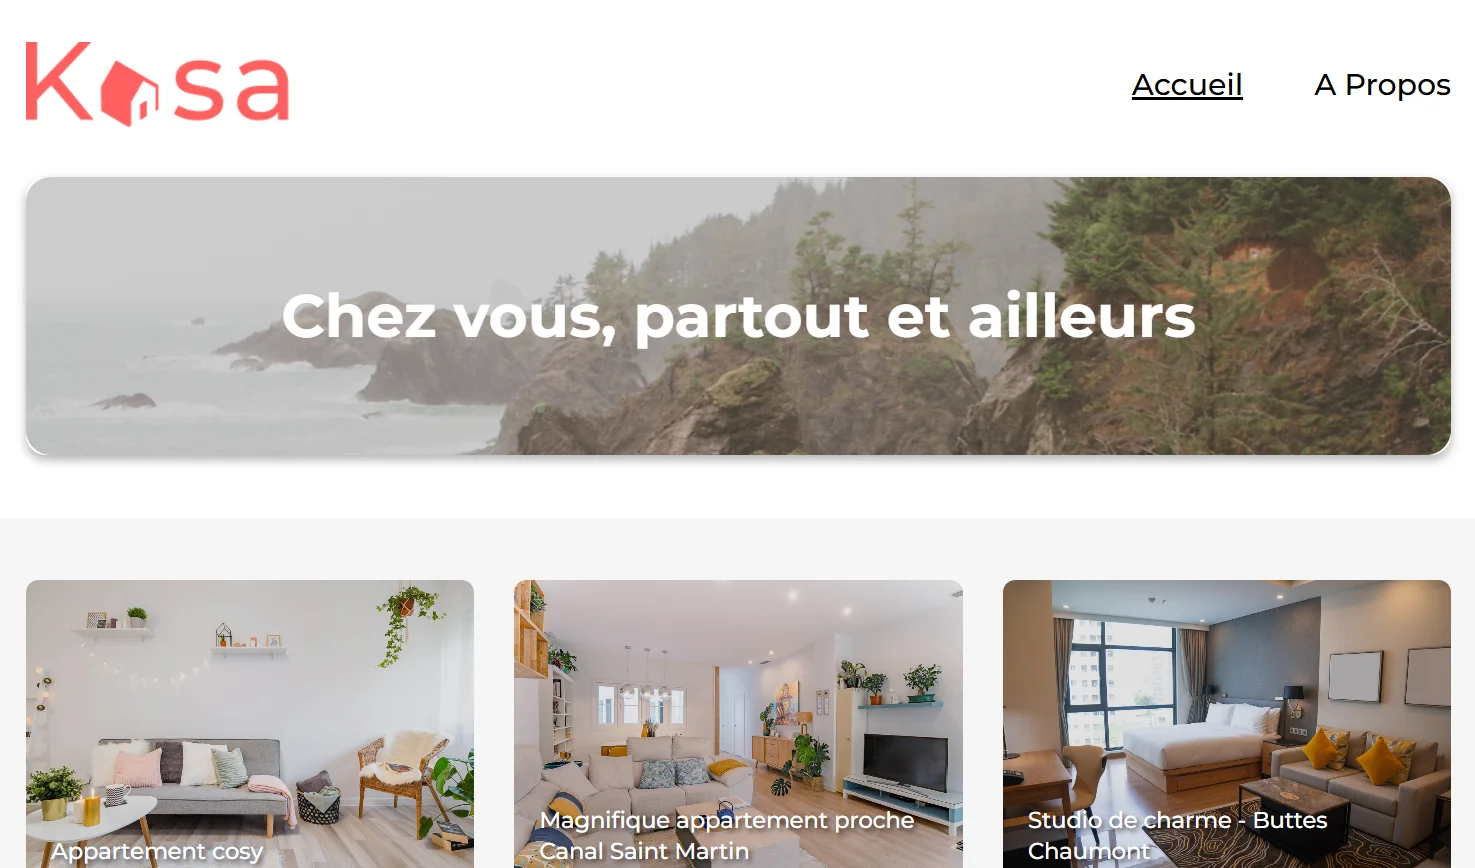 Kasa
Accueil
A Propos
Chez vous, partout et ailleurs
Appartement cosy
Magnifique appartement proche
Canal Saint Martin
Studio de charme - Buttes
Chaumont